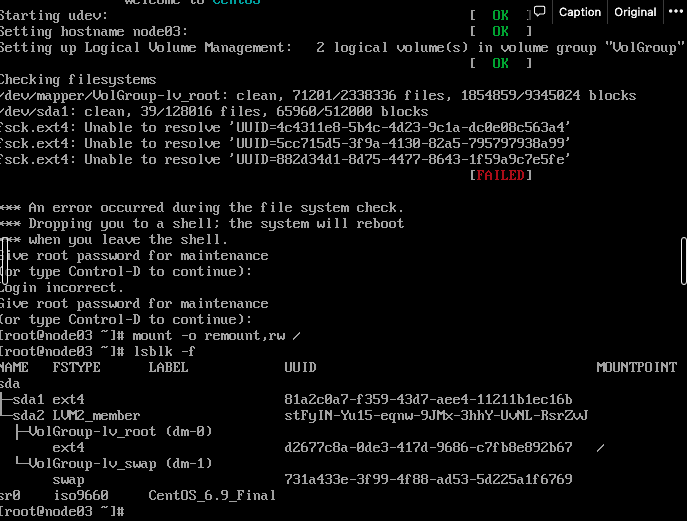 welcome to CentOS
Starting udev: [ OK ]
Setting hostname node03: [ OK ]
Setting up Logical Volume Management: 2 logical volume(s) in volume group "VolGroup"
[ OK ]
Checking filesystems
/dev/mapper/VolGroup-lv_root: clean, 71201/2338336 files, 1854859/9345024 blocks
/dev/sda1: clean, 39/128016 files, 65960/512000 blocks
fsck.ext4: Unable to resolve 'UUID=4c4311e8-5b4c-4d23-9c1a-dc0e08c563a4'
fsck.ext4: Unable to resolve 'UUID=5cc715d5-3f9a-4130-82a5-795797938a99'
fsck.ext4: Unable to resolve 'UUID=882d34d1-8d75-4477-8643-1f59a9c7e5fe'
[FAILED]
*** An error occurred during the file system check.
*** Dropping you to a shell; the system will reboot
*** when you leave the shell.
Give root password for maintenance
(or type Control-D to continue):
Login incorrect.
Give root password for maintenance
(or type Control-D to continue):
[root@node03 ~]# mount -o remount,rw /
[root@node03 ~]# lsblk -f
NAME FSTYPE LABEL UUID MOUNTPOINT
sda
├─sda1 ext4 81a2c0a7-f359-43d7-aee4-11211b1ec16b
└─sda2 LVM2_member stFyIN-Yu15-eqnw-9JMx-3hhY-UvNL-RsrZvJ
├─VolGroup-lv_root (dm-0)
ext4 d2677c8a-0de3-417d-9686-c7fb8e892b67 /
└─VolGroup-lv_swap (dm-1)
swap 731a433e-3f99-4f88-ad53-5d225a1f6769
sr0 iso9660 CentOS_6.9_Final
[root@node03 ~]#
Caption Original